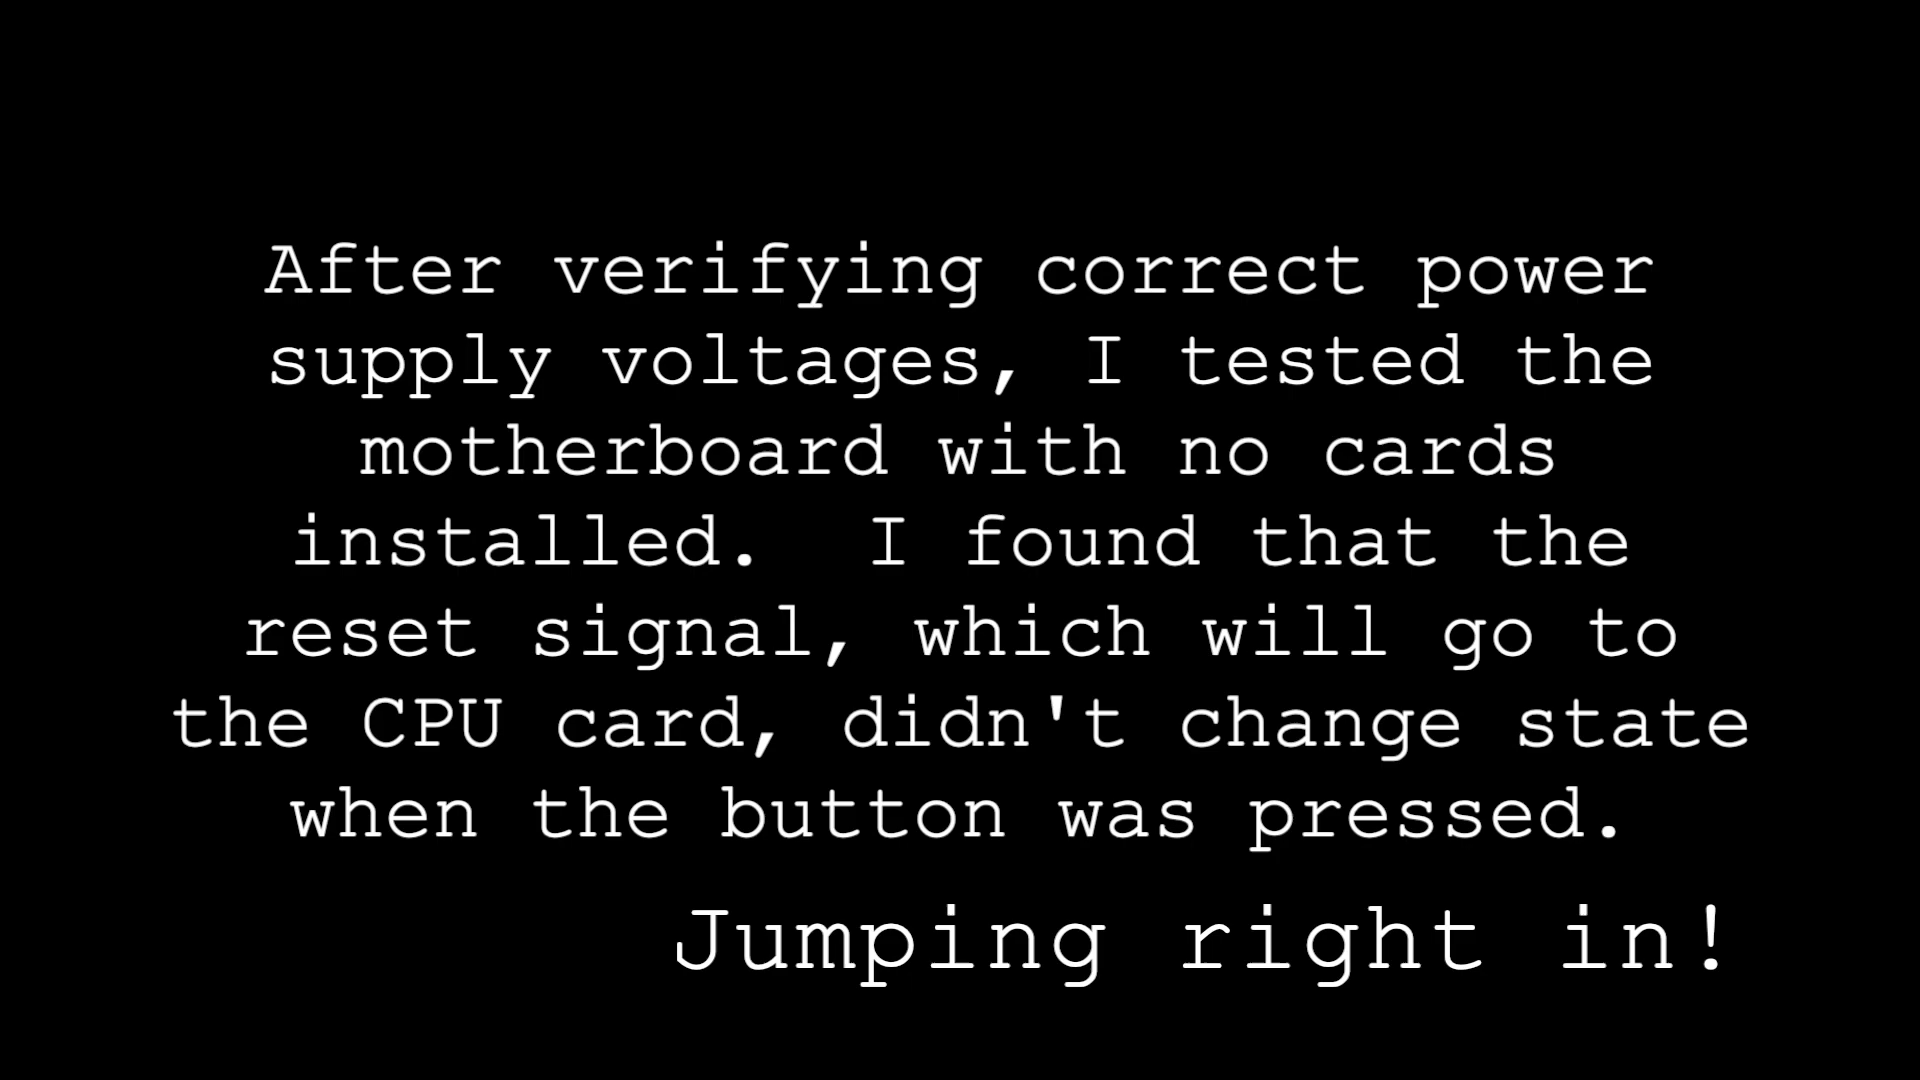 After verifying correct power
supply voltages, I tested the
motherboard with no cards
installed.  I found that the
reset signal, which will go to
the CPU card, didn't change state
when the button was pressed.
Jumping right in!